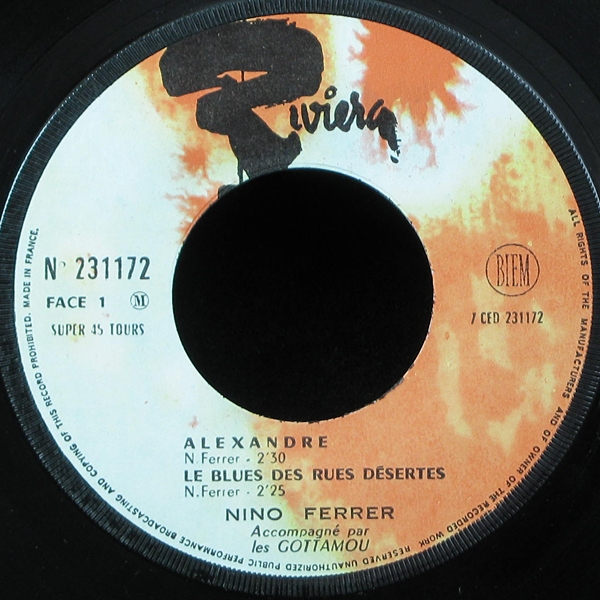 Riviera
N° 231172
FACE 1 M
SUPER 45 TOURS
BIEM
7 CED 231172
ALEXANDRE
N. Ferrer - 2'30
LE BLUES DES RUES DÉSERTES
N. Ferrer - 2'25
NINO FERRER
Accompagné par
les GOTTAMOU
ALL RIGHTS OF THE MANUFACTURERS AND OF OWNER OF THE RECORDED WORK RESERVED UNAUTHORIZED PUBLIC PERFORMANCE BROADCASTING AND COPYING OF THIS RECORD PROHIBITED. MADE IN FRANCE.